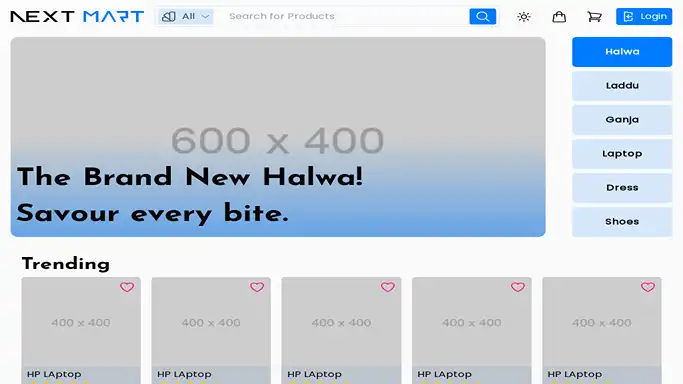 NEXT MART
All
Search for Products
Login
600 x 400
The Brand New Halwa!
Savour every bite.
Halwa
Laddu
Ganja
Laptop
Dress
Shoes
Trending
400 x 400
400 x 400
400 x 400
400 x 400
400 x 400
HP LAptop
HP LAptop
HP LAptop
HP LAptop
HP LAptop